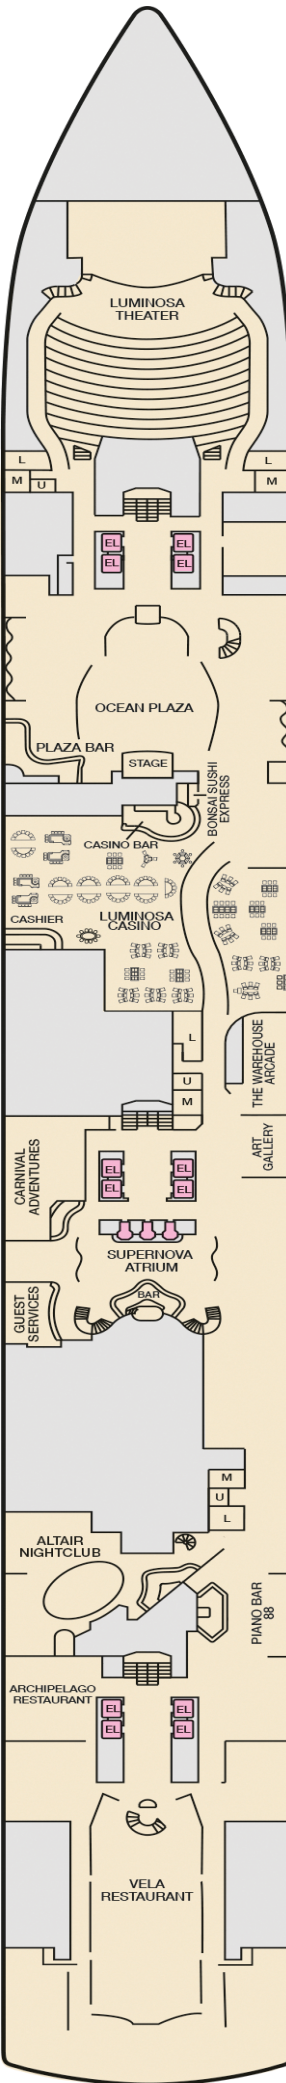 LUMINOSA
THEATER
L
L
M
U
M
EL
EL
EL
EL
OCEAN PLAZA
PLAZA BAR
STAGE
BONSAI SUSHI
EXPRESS
CASINO BAR
CASHIER
LUMINOSA
CASINO
L
THE WAREHOUSE
ARCADE
U
M
ART
GALLERY
CARNIVAL
ADVENTURES
EL
EL
EL
EL
SUPERNOVA
ATRIUM
BAR
GUEST
SERVICES
M
U
L
ALTAIR
NIGHTCLUB
PIANO BAR
88
ARCHIPELAGO
RESTAURANT
EL
EL
EL
EL
VELA
RESTAURANT